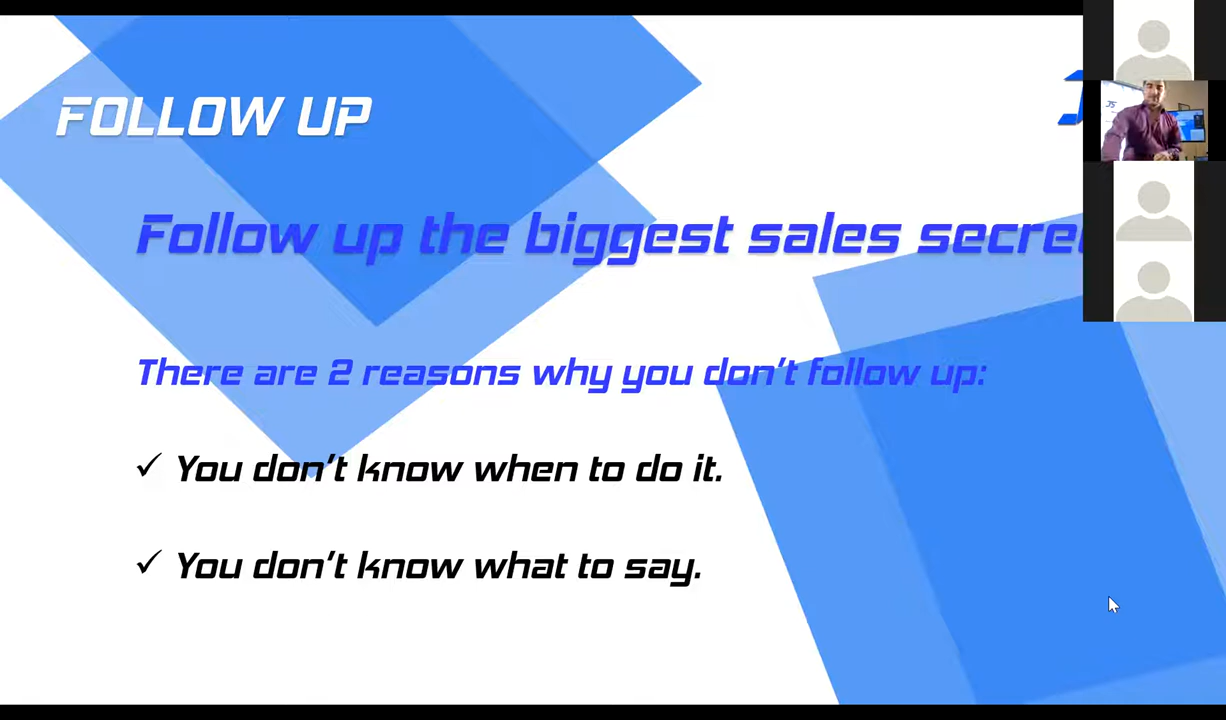 FOLLOW UP
Follow up the biggest sales
There are 2 reasons why you don't follow up:
✓ You don't know when to do it.
✓ You don't know what to say.
JS